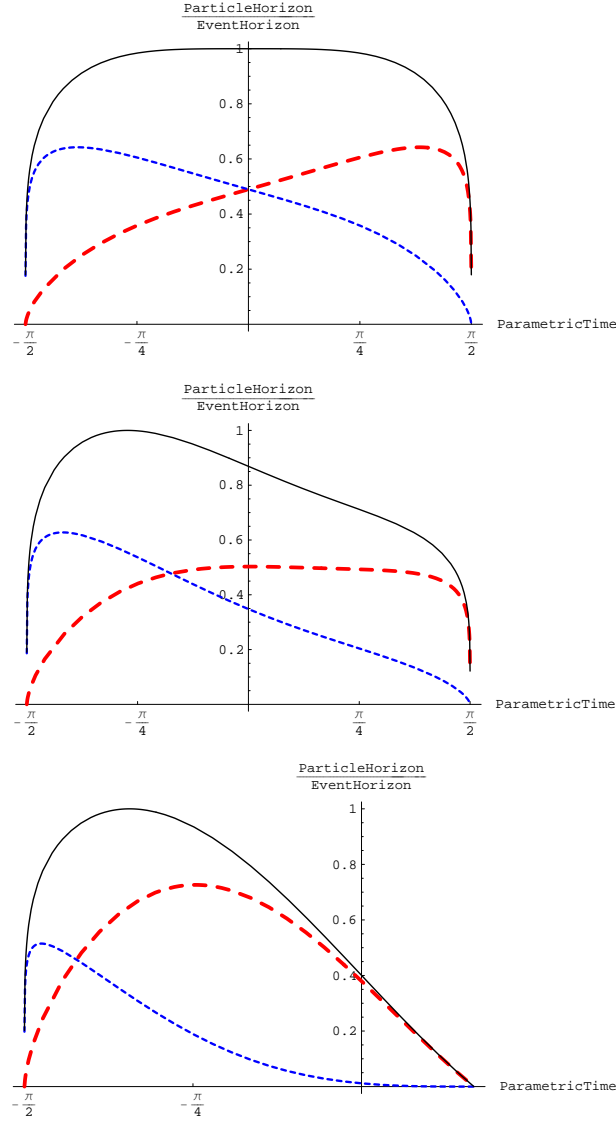 ParticleHorizon
EventHorizon
1
0.8
0.6
0.4
0.2
ParametricTime
-π/2
-π/4
π/4
π/2
ParticleHorizon
EventHorizon
1
0.8
0.6
0.4
0.2
ParametricTime
-π/2
-π/4
π/4
π/2
ParticleHorizon
EventHorizon
1
0.8
0.6
0.4
0.2
ParametricTime
-π/2
-π/4